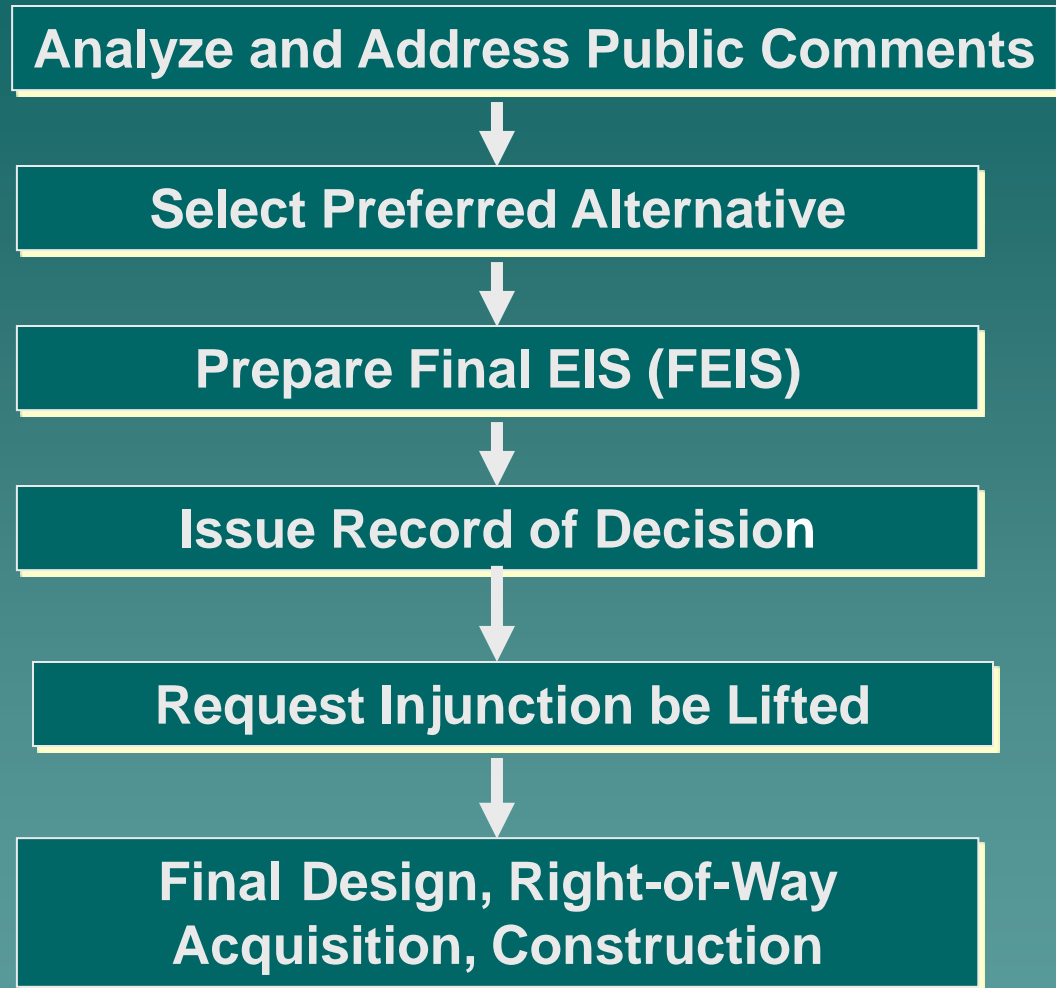 Analyze and Address Public Comments
Select Preferred Alternative
Prepare Final EIS (FEIS)
Issue Record of Decision
Request Injunction be Lifted
Final Design, Right-of-Way
Acquisition, Construction